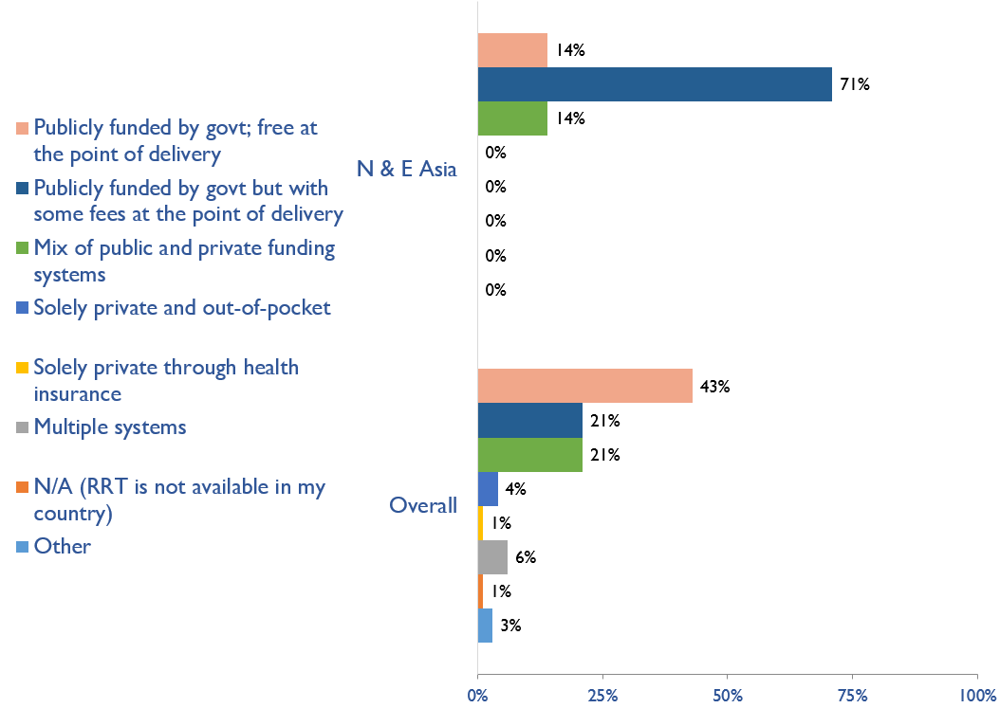 Publicly funded by govt; free at
the point of delivery
Publicly funded by govt but with
some fees at the point of delivery
Mix of public and private funding
systems
Solely private and out-of-pocket
Solely private through health
insurance
Multiple systems
N/A (RRT is not available in my
country)
Other
N & E Asia
14%
71%
14%
0%
0%
0%
0%
0%
Overall
43%
21%
21%
4%
1%
6%
1%
3%
0% 25% 50% 75% 100%